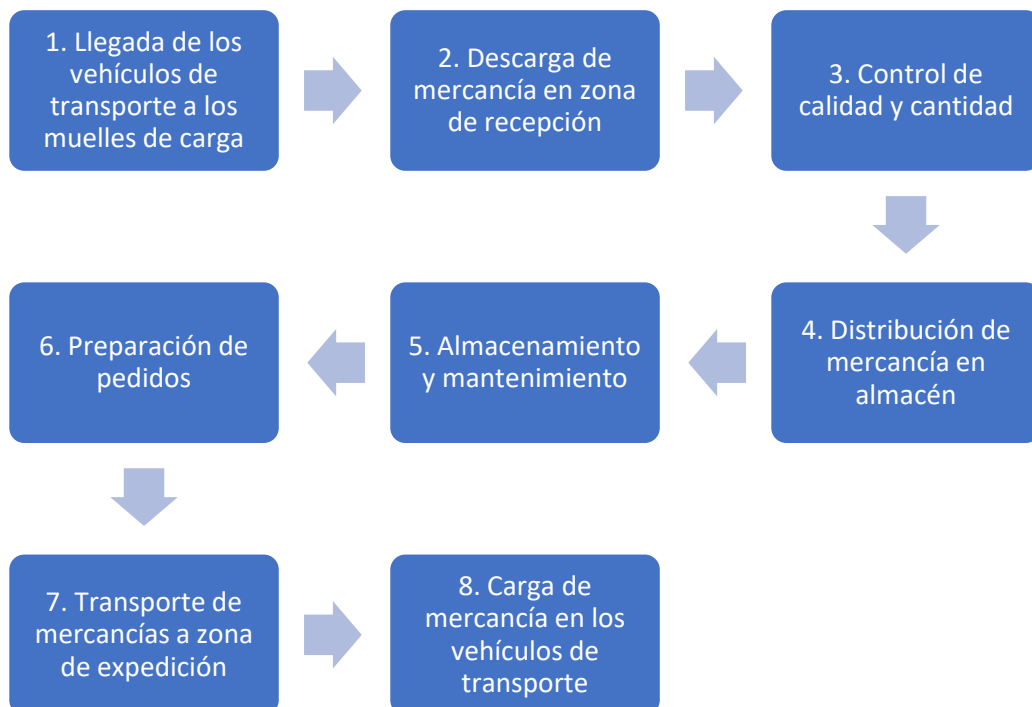 1. Llegada de los
vehículos de
transporte a los
muelles de carga
2. Descarga de
mercancía en zona
de recepción
3. Control de
calidad y cantidad
4. Distribución de
mercancía en
almacén
5. Almacenamiento
y mantenimiento
6. Preparación de
pedidos
7. Transporte de
mercancías a zona
de expedición
8. Carga de
mercancía en los
vehículos de
transporte